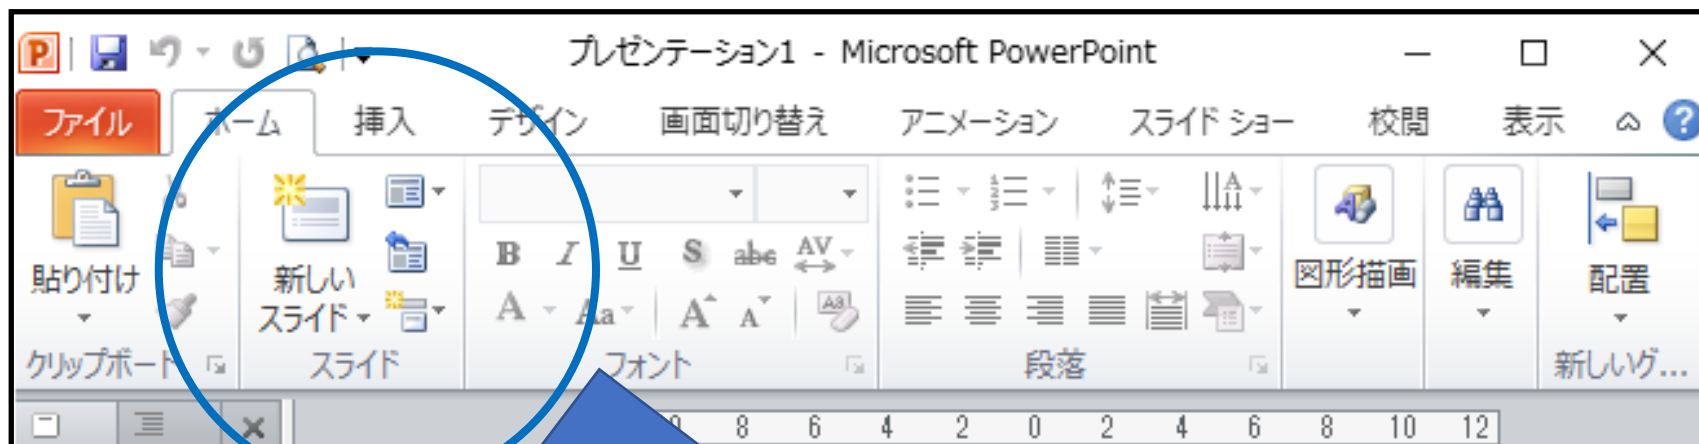 プレゼンテーション1 - Microsoft PowerPoint
ファイル ホーム 挿入 デザイン 画面切り替え アニメーション スライド ショー 校閲 表示
貼り付け
新しい
スライド
B I U S abc AV
A Aa A A Aa
図形描画
編集
配置
クリップボード スライド フォント 段落 新しいグ...
8 6 4 2 0 2 4 6 8 10 12